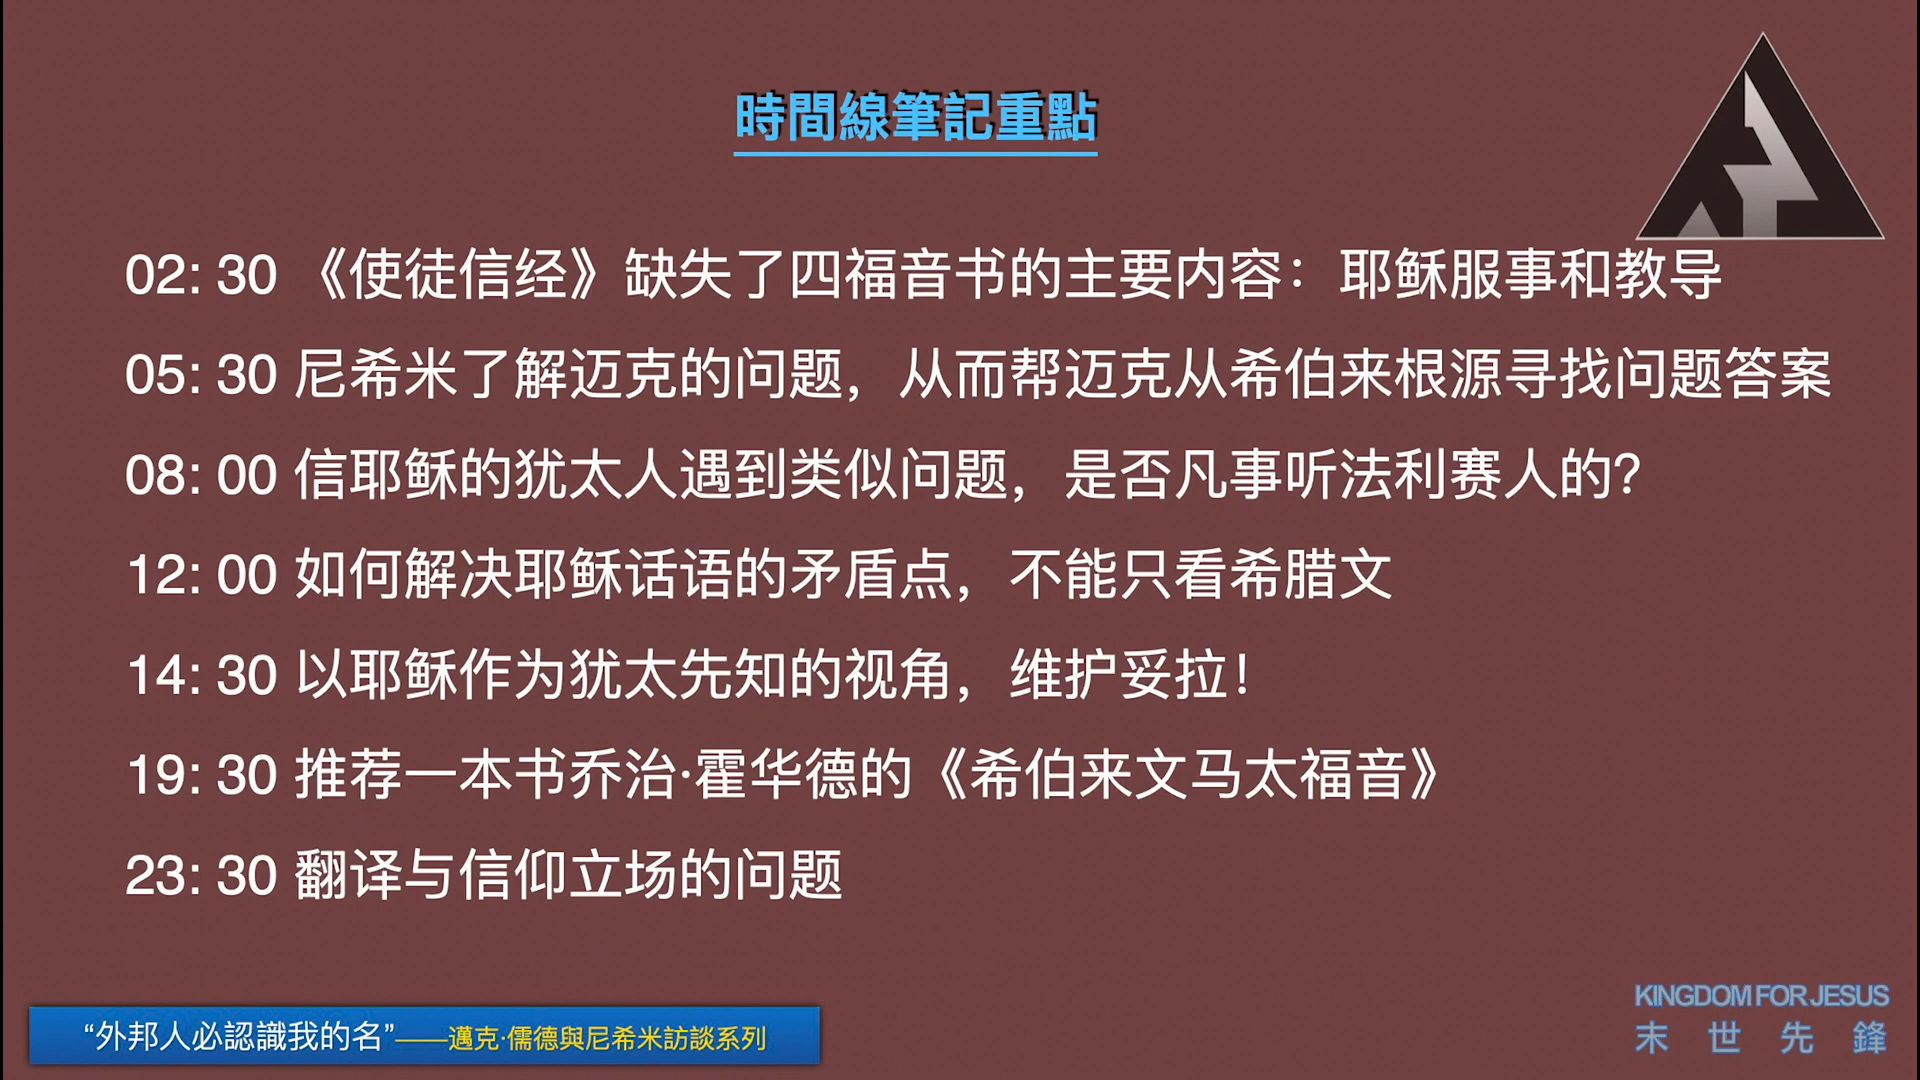 時間線筆記重點
02: 30 《使徒信经》缺失了四福音书的主要内容：耶稣服事和教导
05: 30 尼希米了解迈克的问题，从而帮迈克从希伯来根源寻找问题答案
08: 00 信耶稣的犹太人遇到类似问题，是否凡事听法利赛人的？
12: 00 如何解决耶稣话语的矛盾点，不能只看希腊文
14: 30 以耶稣作为犹太先知的视角，维护妥拉！
19: 30 推荐一本书乔治·霍华德的《希伯来文马太福音》
23: 30 翻译与信仰立场的问题
“外邦人必認識我的名”——邁克·儒德與尼希米訪談系列
KINGDOM FOR JESUS
末世先鋒